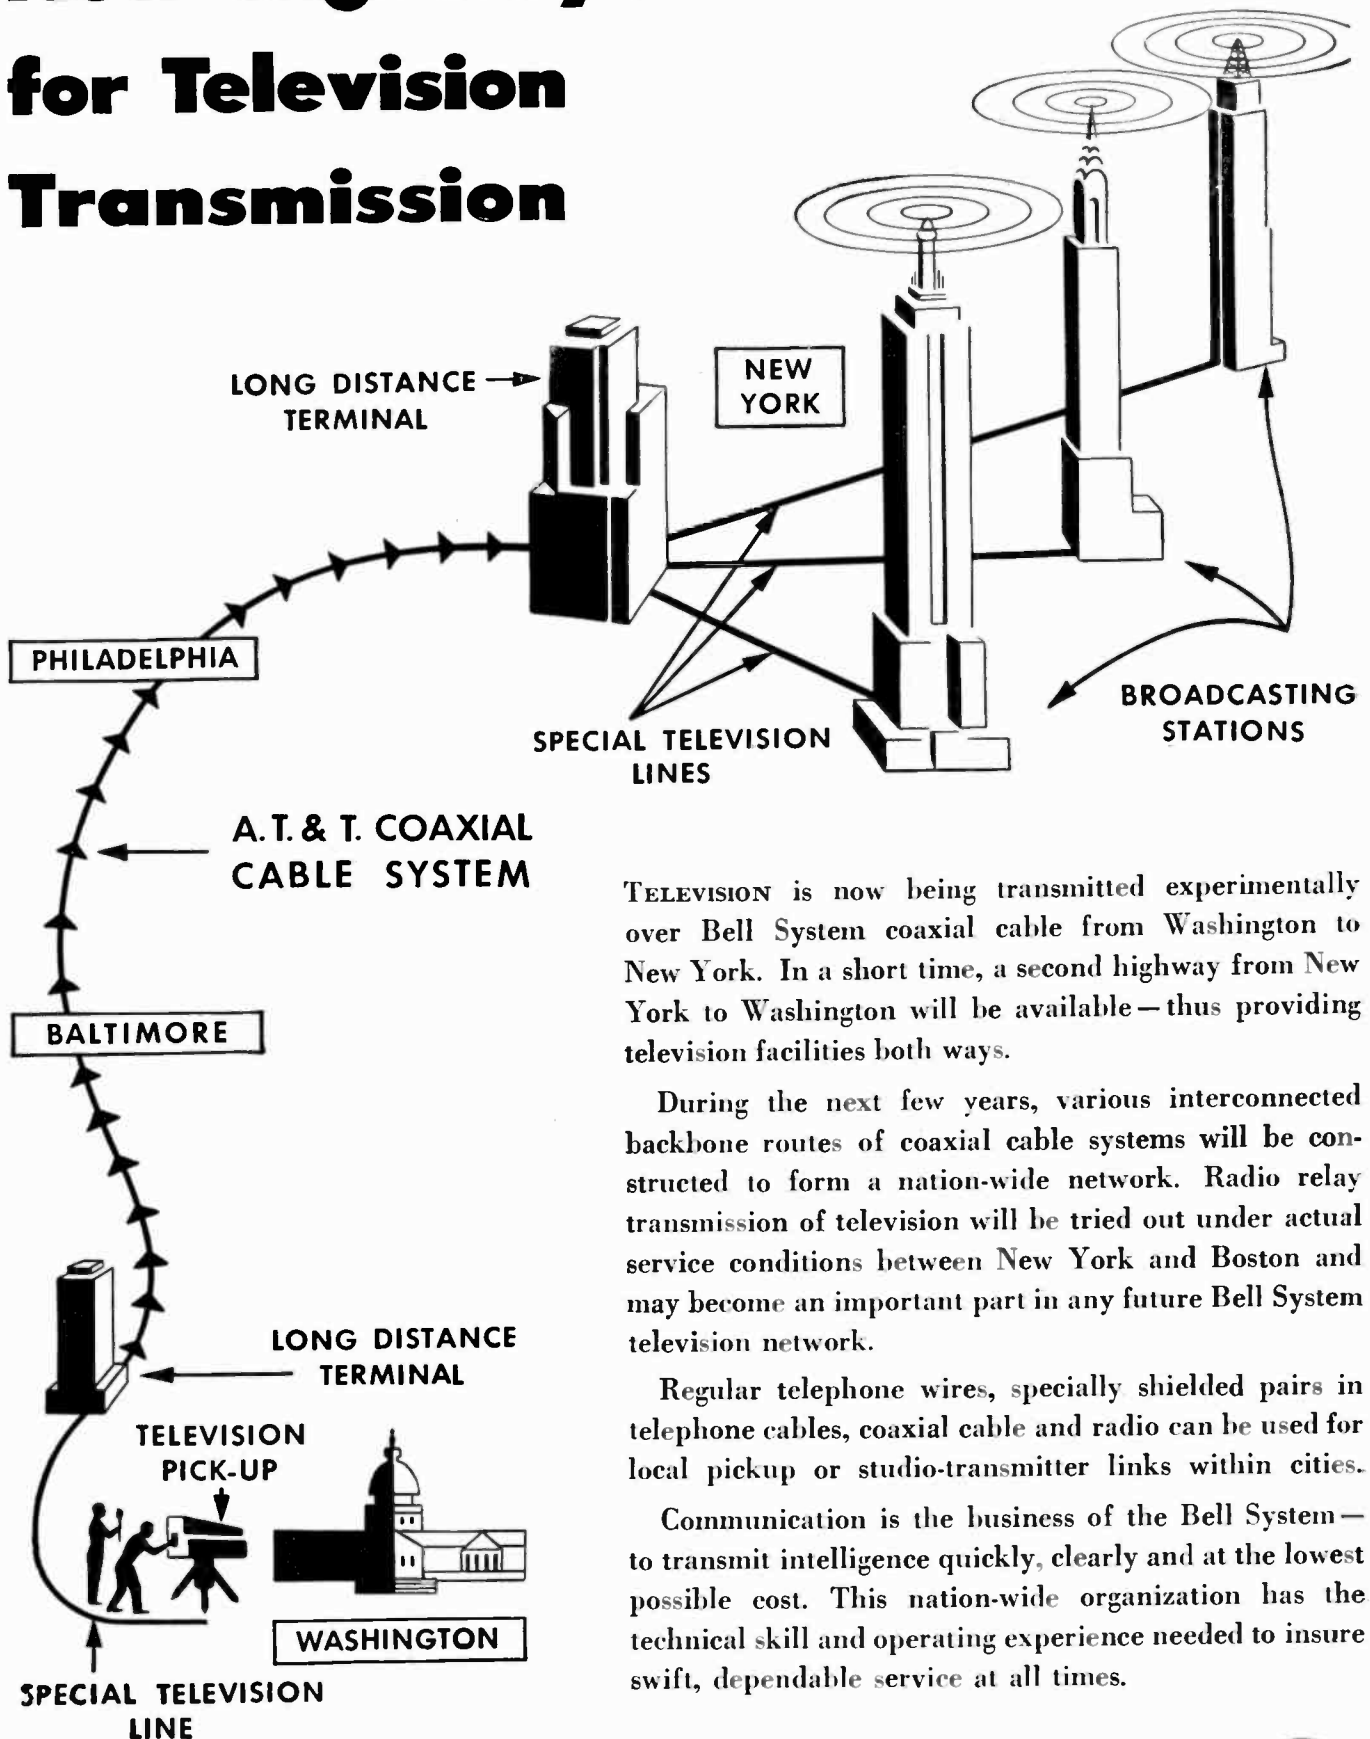 for Television
Transmission
LONG DISTANCE
TERMINAL
NEW
YORK
PHILADELPHIA
SPECIAL TELEVISION
LINES
BROADCASTING
STATIONS
A.T. & T. COAXIAL
CABLE SYSTEM
BALTIMORE
LONG DISTANCE
TERMINAL
TELEVISION
PICK-UP
WASHINGTON
SPECIAL TELEVISION
LINE
TELEVISION is now being transmitted experimentally
over Bell System coaxial cable from Washington to
New York. In a short time, a second highway from New
York to Washington will be available — thus providing
television facilities both ways.
During the next few years, various interconnected
backbone routes of coaxial cable systems will be con-
structed to form a nation-wide network. Radio relay
transmission of television will be tried out under actual
service conditions between New York and Boston and
may become an important part in any future Bell System
television network.
Regular telephone wires, specially shielded pairs in
telephone cables, coaxial cable and radio can be used for
local pickup or studio-transmitter links within cities.
Communication is the business of the Bell System —
to transmit intelligence quickly, clearly and at the lowest
possible cost. This nation-wide organization has the
technical skill and operating experience needed to insure
swift, dependable service at all times.